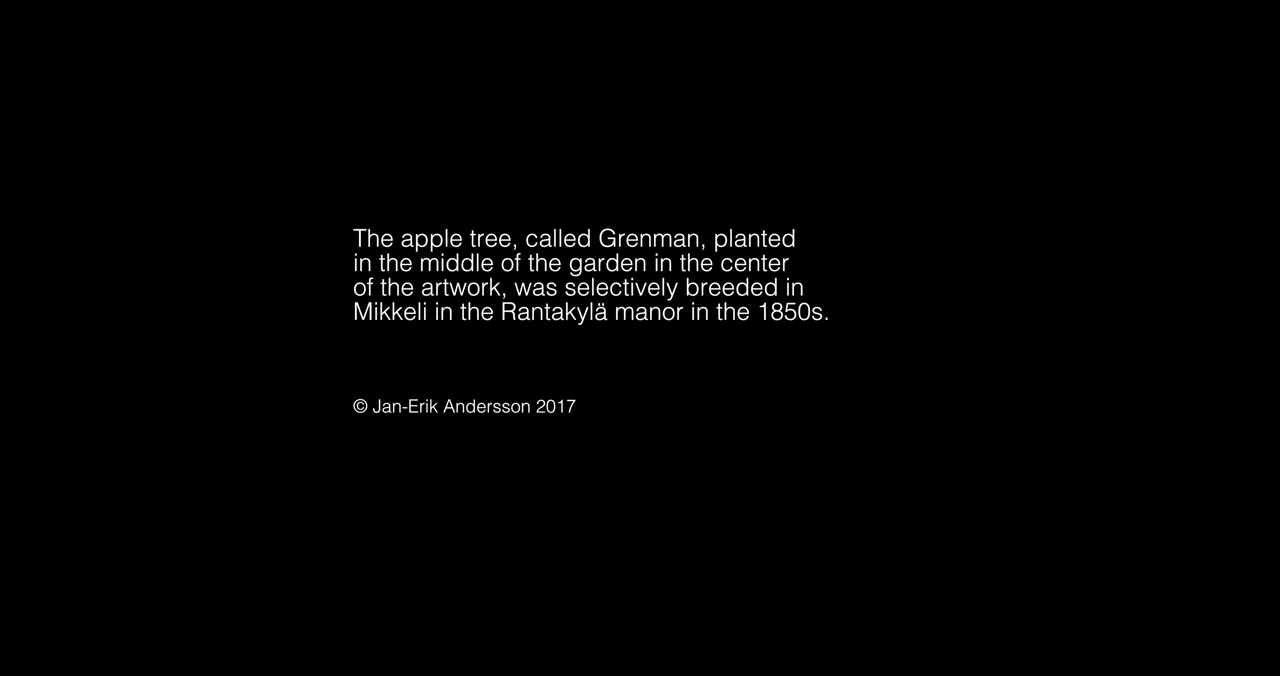 The apple tree, called Grenman, planted
in the middle of the garden in the center
of the artwork, was selectively breeded in
Mikkeli in the Rantakylä manor in the 1850s.
© Jan-Erik Andersson 2017